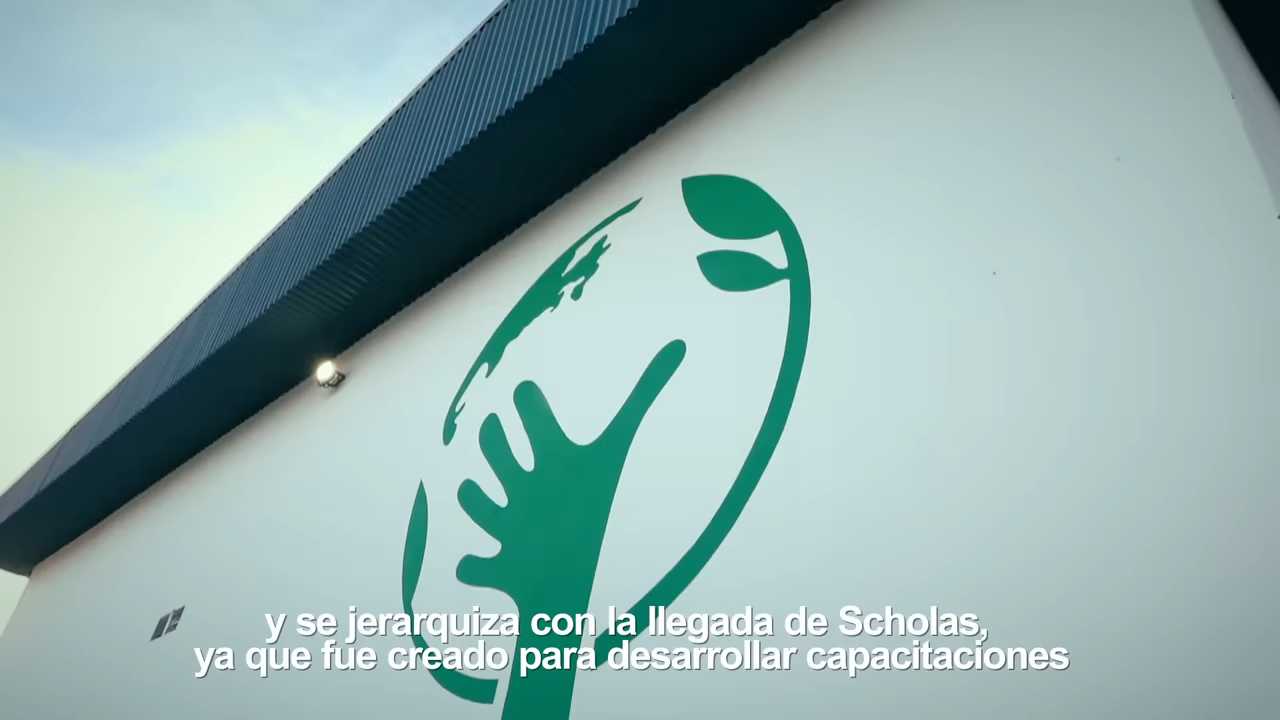 y se jerarquiza con la llegada de Scholas,
ya que fue creado para desarrollar capacitaciones